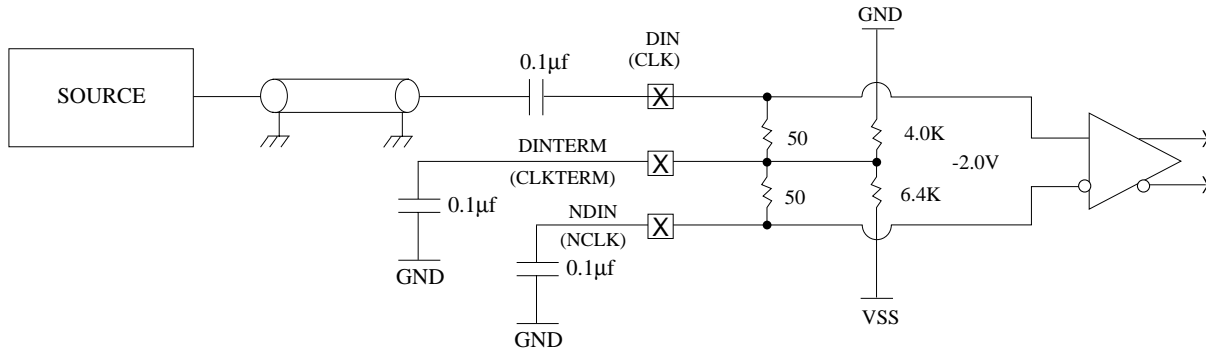 GND
DIN
(CLK)
0.1µf
SOURCE
X
50
4.0K
DINTERM
X
-2.0V
(CLKTERM)
0.1µf
50
6.4K
NDIN
X
(NCLK)
GND
0.1µf
GND
VSS